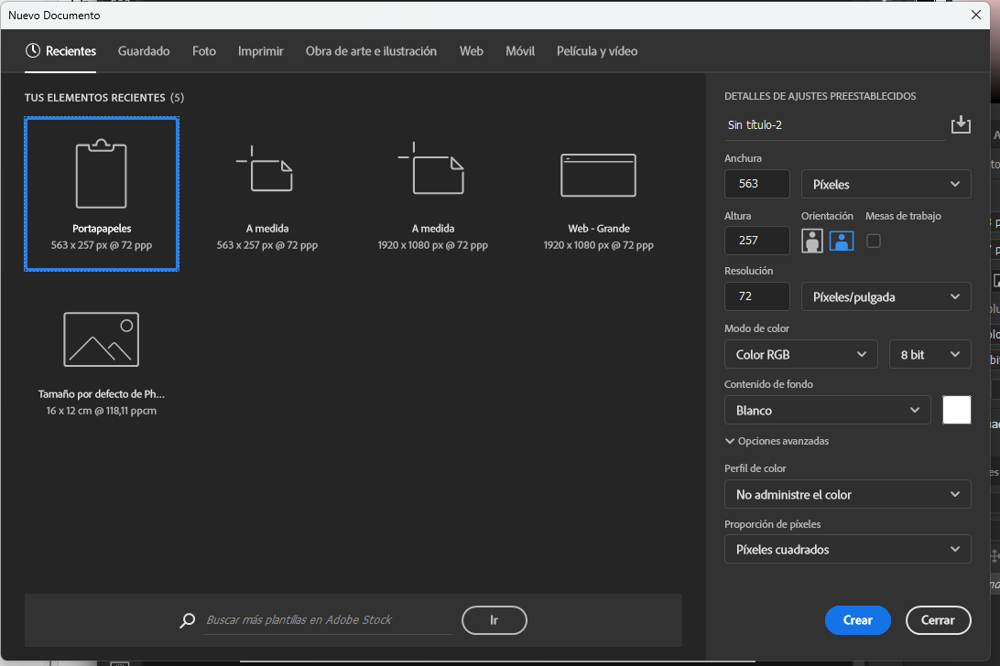 Nuevo Documento
Recientes
Guardado
Foto
Imprimir
Obra de arte e ilustración
Web
Móvil
Película y vídeo
TUS ELEMENTOS RECIENTES (5)
Portapapeles
563 x 257 px @ 72 ppp
A medida
563 x 257 px @ 72 ppp
A medida
1920 x 1080 px @ 72 ppp
Web - Grande
1920 x 1080 px @ 72 ppp
Tamaño por defecto de Ph...
16 x 12 cm @ 118,11 ppcm
Buscar más plantillas en Adobe Stock
Ir
DETALLES DE AJUSTES PREESTABLECIDOS
Sin título-2
Anchura
563
Píxeles
Altura
Orientación
Mesas de trabajo
257
Resolución
72
Píxeles/pulgada
Modo de color
Color RGB
8 bit
Contenido de fondo
Blanco
Opciones avanzadas
Perfil de color
No administre el color
Proporción de píxeles
Píxeles cuadrados
Crear
Cerrar